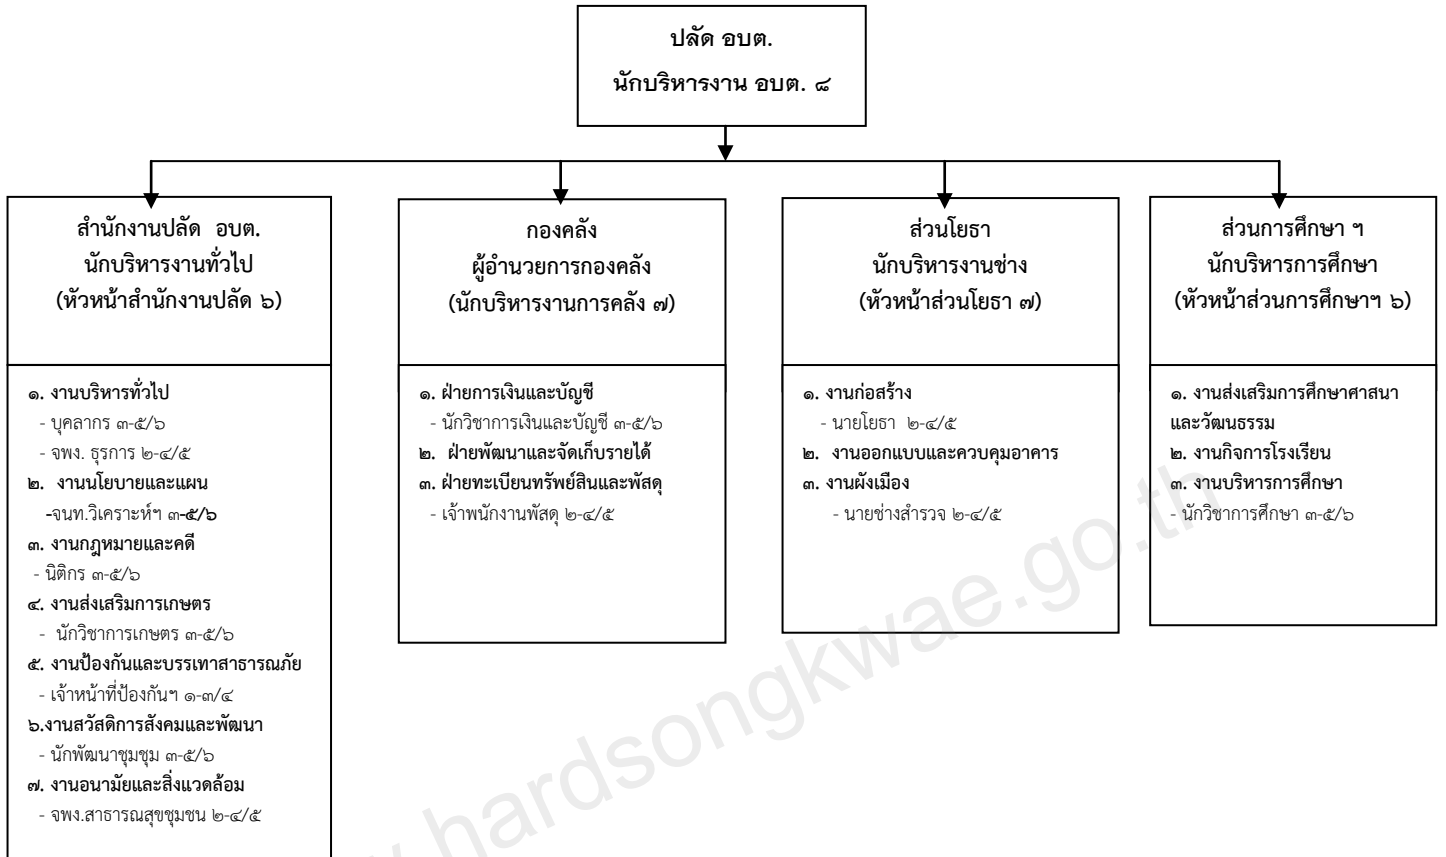 ปลัด อบต.
นักบริหารงาน อบต. ๘
สำนักงานปลัด อบต.
นักบริหารงานทั่วไป
(หัวหน้าสำนักงานปลัด ๖)
๑. งานบริหารทั่วไป
- บุคลากร ๓-๕/๖
- จพง. ธุรการ ๒-๔/๕
๒. งานนโยบายและแผน
-จนท.วิเคราะห์ฯ ๓-๕/๖
๓. งานกฎหมายและคดี
- นิติกร ๓-๕/๖
๔. งานส่งเสริมการเกษตร
- นักวิชาการเกษตร ๓-๕/๖
๕. งานป้องกันและบรรเทาสาธารณภัย
- เจ้าหน้าที่ป้องกันฯ ๑-๓/๔
๖.งานสวัสดิการสังคมและพัฒนา
- นักพัฒนาชุมชุม ๓-๕/๖
๗. งานอนามัยและสิ่งแวดล้อม
- จพง.สาธารณสุขชุมชน ๒-๔/๕
กองคลัง
ผู้อำนวยการกองคลัง
(นักบริหารงานการคลัง ๗)
๑. ฝ่ายการเงินและบัญชี
- นักวิชาการเงินและบัญชี ๓-๕/๖
๒. ฝ่ายพัฒนาและจัดเก็บรายได้
๓. ฝ่ายทะเบียนทรัพย์สินและพัสดุ
- เจ้าพนักงานพัสดุ ๒-๔/๕
ส่วนโยธา
นักบริหารงานช่าง
(หัวหน้าส่วนโยธา ๗)
๑. งานก่อสร้าง
- นายโยธา ๒-๔/๕
๒. งานออกแบบและควบคุมอาคาร
๓. งานผังเมือง
- นายช่างสำรวจ ๒-๔/๕
ส่วนการศึกษา ฯ
นักบริหารการศึกษา
(หัวหน้าส่วนการศึกษาฯ ๖)
๑. งานส่งเสริมการศึกษาศาสนา
และวัฒนธรรม
๒. งานกิจการโรงเรียน
๓. งานบริหารการศึกษา
- นักวิชาการศึกษา ๓-๕/๖
hardsongkwae.go.th